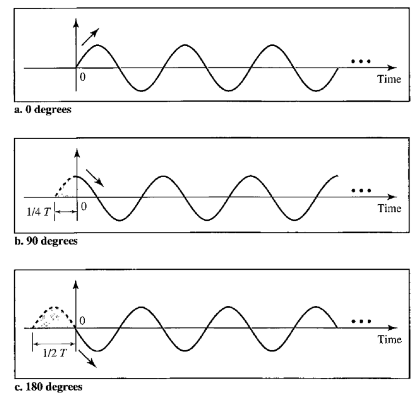 0
•••
Time
a. 0 degrees
1/4 T
0
•••
Time
b. 90 degrees
0
•••
Time
1/2 T
c. 180 degrees